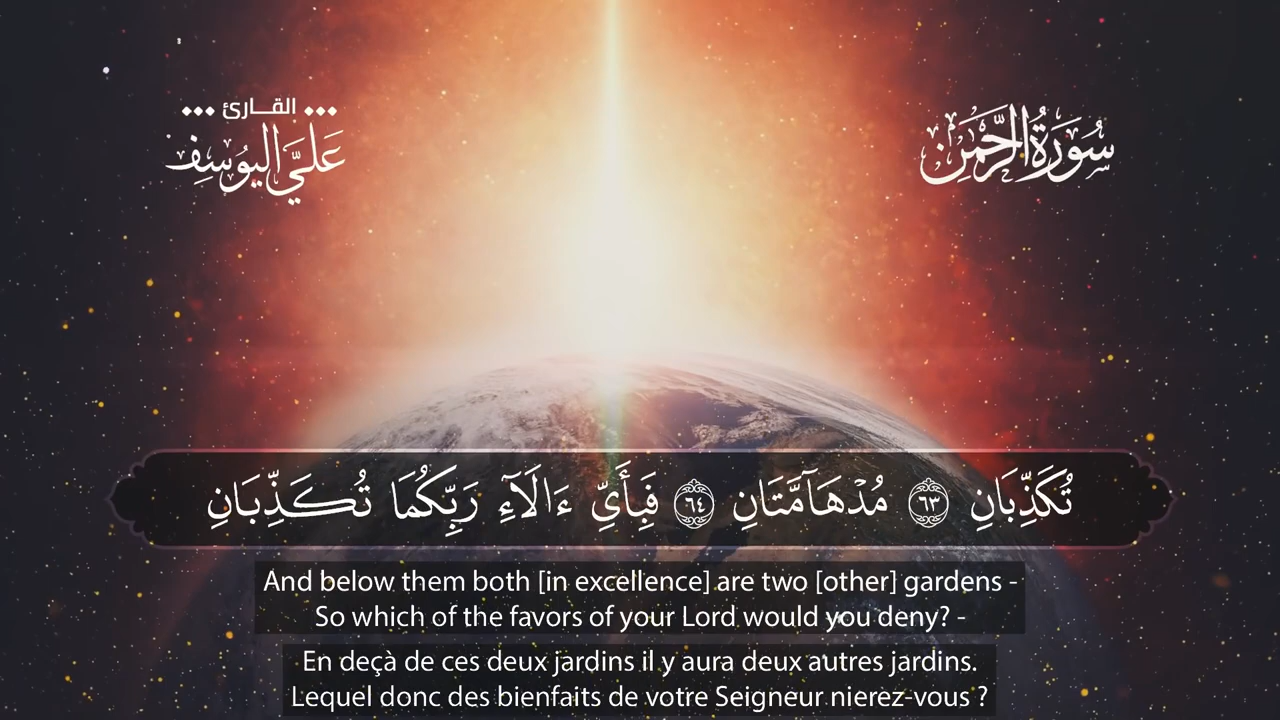 سُورَةُ الرَّحْمَٰن
••• القارئ •••
عَلِيّ اليُوسِف
تُكَذِّبَانِ ٦٣ مُدْهَآمَّتَانِ ٦٤ فَبِأَيِّ ءَالَآءِ رَبِّكُمَا تُكَذِّبَانِ
And below them both [in excellence] are two [other] gardens -
So which of the favors of your Lord would you deny? -
En deçà de ces deux jardins il y aura deux autres jardins.
Lequel donc des bienfaits de votre Seigneur nierez-vous ?